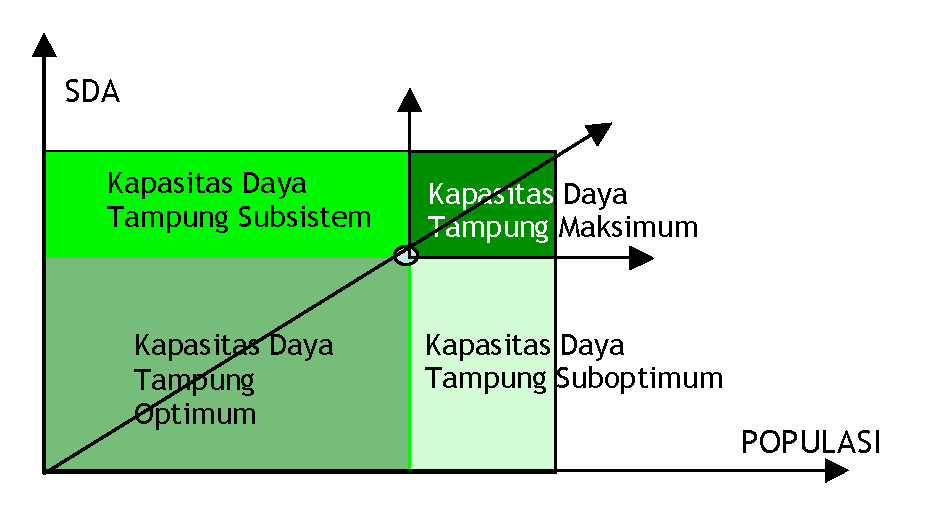 SDA
Kapasitas Daya
Tampung Subsistem
Kapasitas Daya
Tampung Maksimum
Kapasitas Daya
Tampung
Optimum
Kapasitas Daya
Tampung Suboptimum
POPULASI